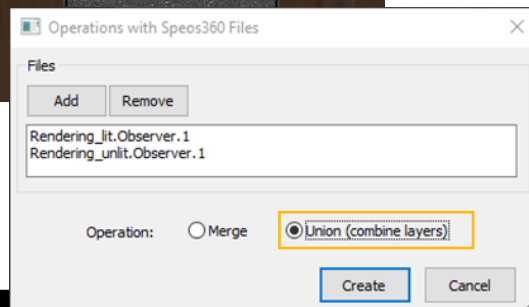 Operations with Speos360 Files
Files
Add Remove
Rendering_lit.Observer.1
Rendering_unlit.Observer.1
Operation: Merge Union (combine layers)
Create Cancel